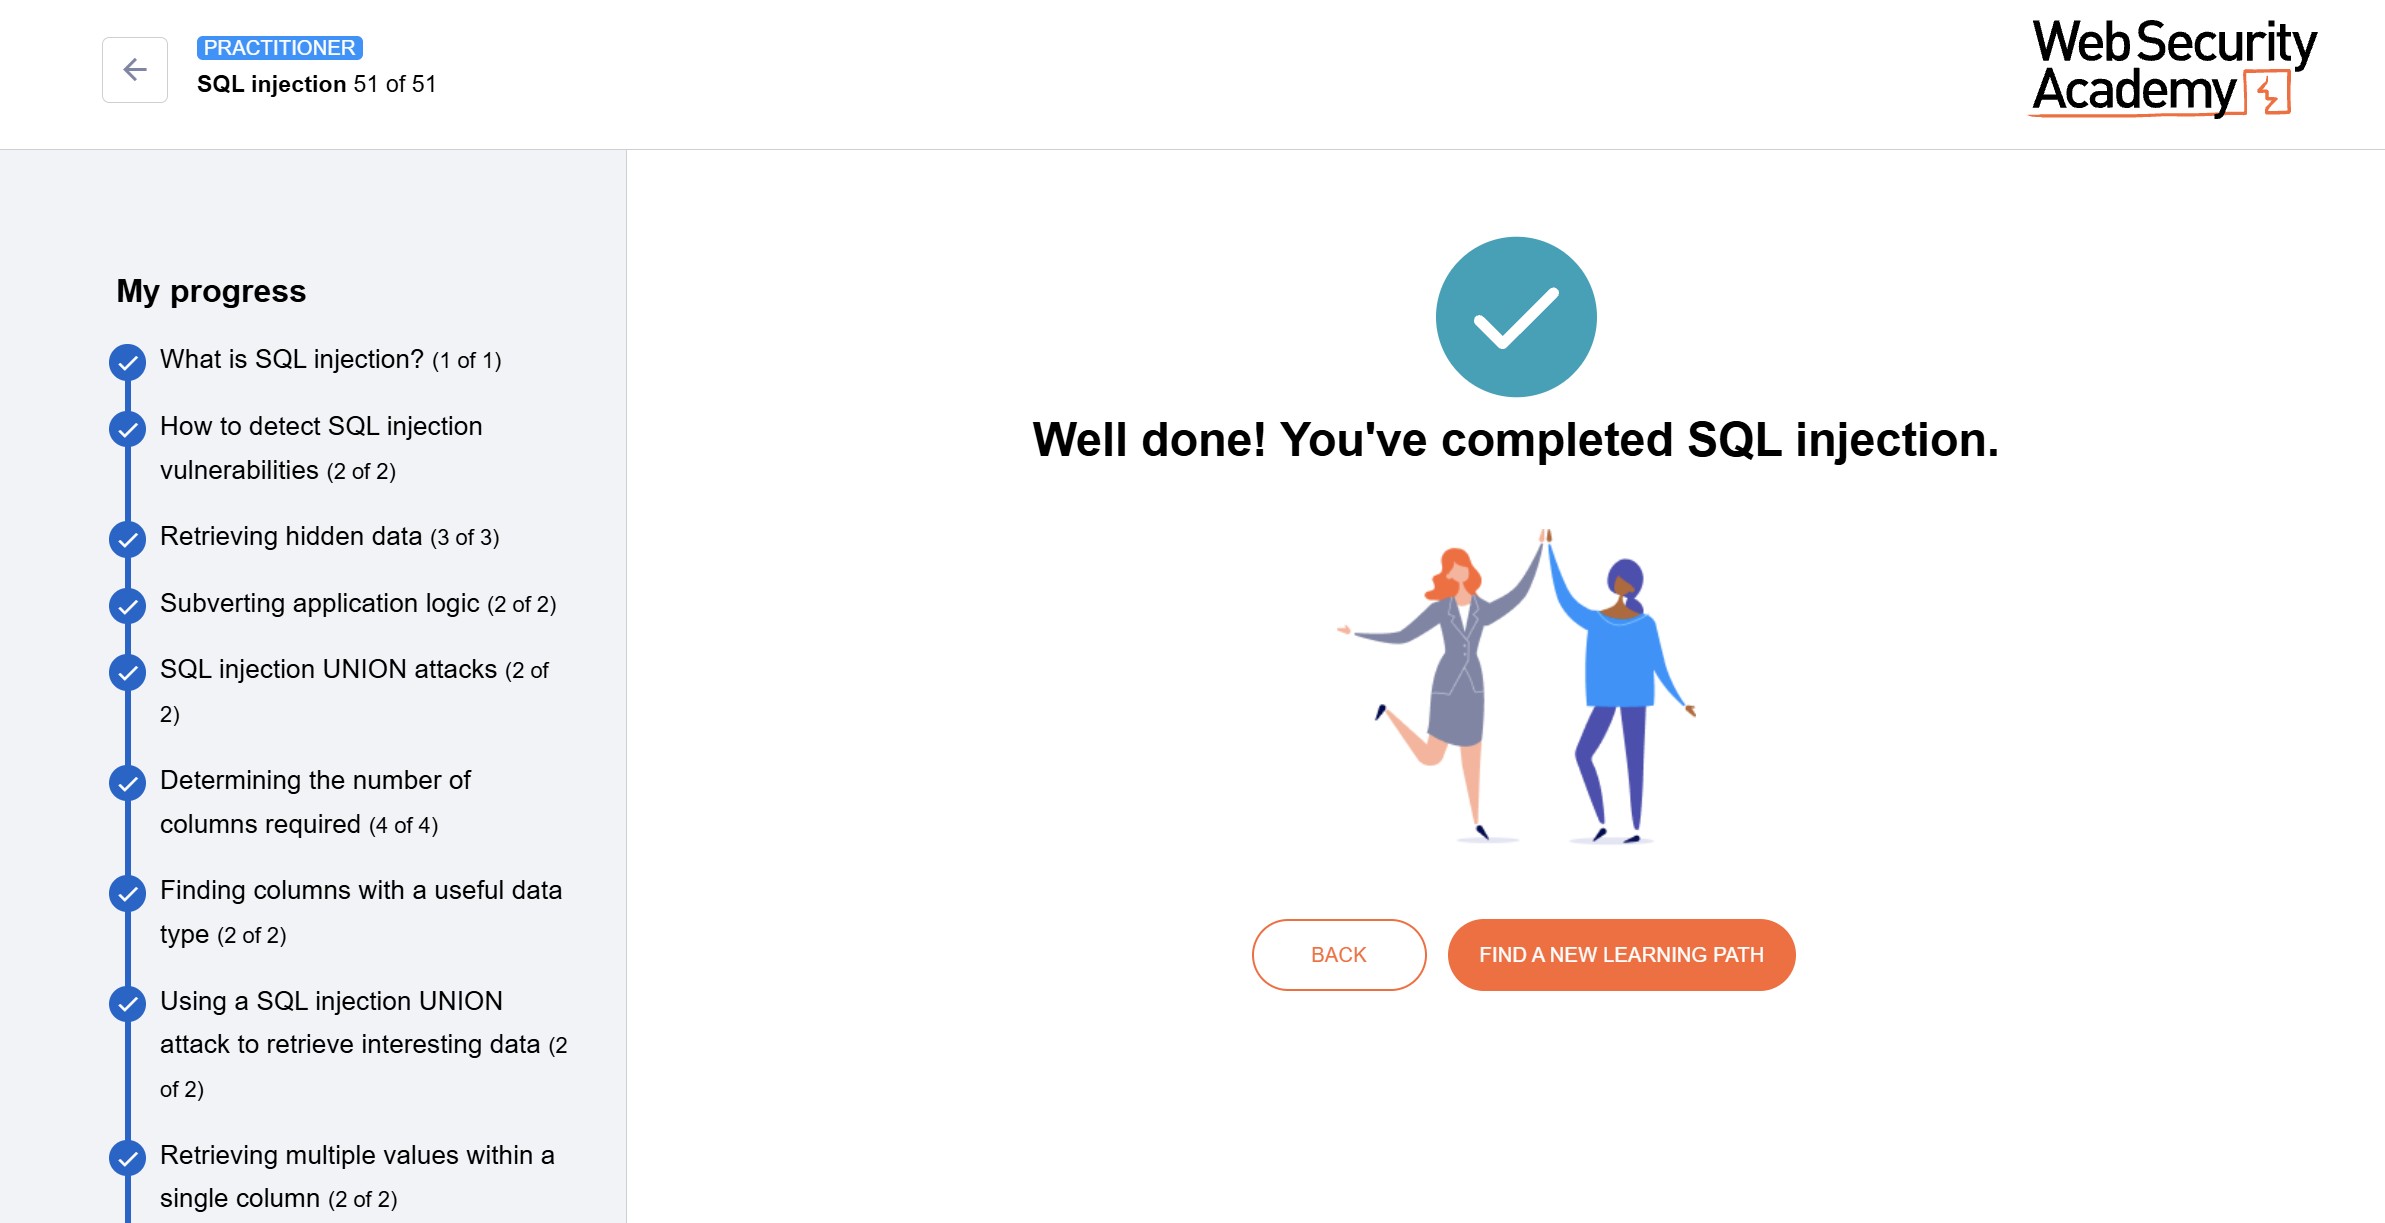 PRACTITIONER
SQL injection 51 of 51
Web Security
Academy
My progress
What is SQL injection? (1 of 1)
How to detect SQL injection
vulnerabilities (2 of 2)
Retrieving hidden data (3 of 3)
Subverting application logic (2 of 2)
SQL injection UNION attacks (2 of
2)
Determining the number of
columns required (4 of 4)
Finding columns with a useful data
type (2 of 2)
Using a SQL injection UNION
attack to retrieve interesting data (2
of 2)
Retrieving multiple values within a
single column (2 of 2)
Well done! You've completed SQL injection.
BACK
FIND A NEW LEARNING PATH